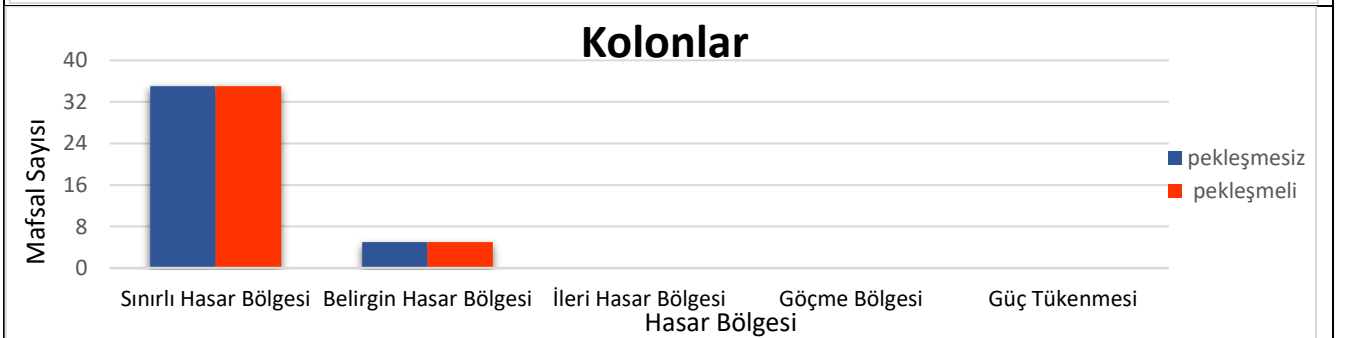 Kolonlar
40
32
24
16
8
0
Mafsal Sayısı
Sınırlı Hasar Bölgesi Belirgin Hasar Bölgesi İleri Hasar Bölgesi Göçme Bölgesi Güç Tükenmesi
Hasar Bölgesi
pekleşmesiz
pekleşmeli